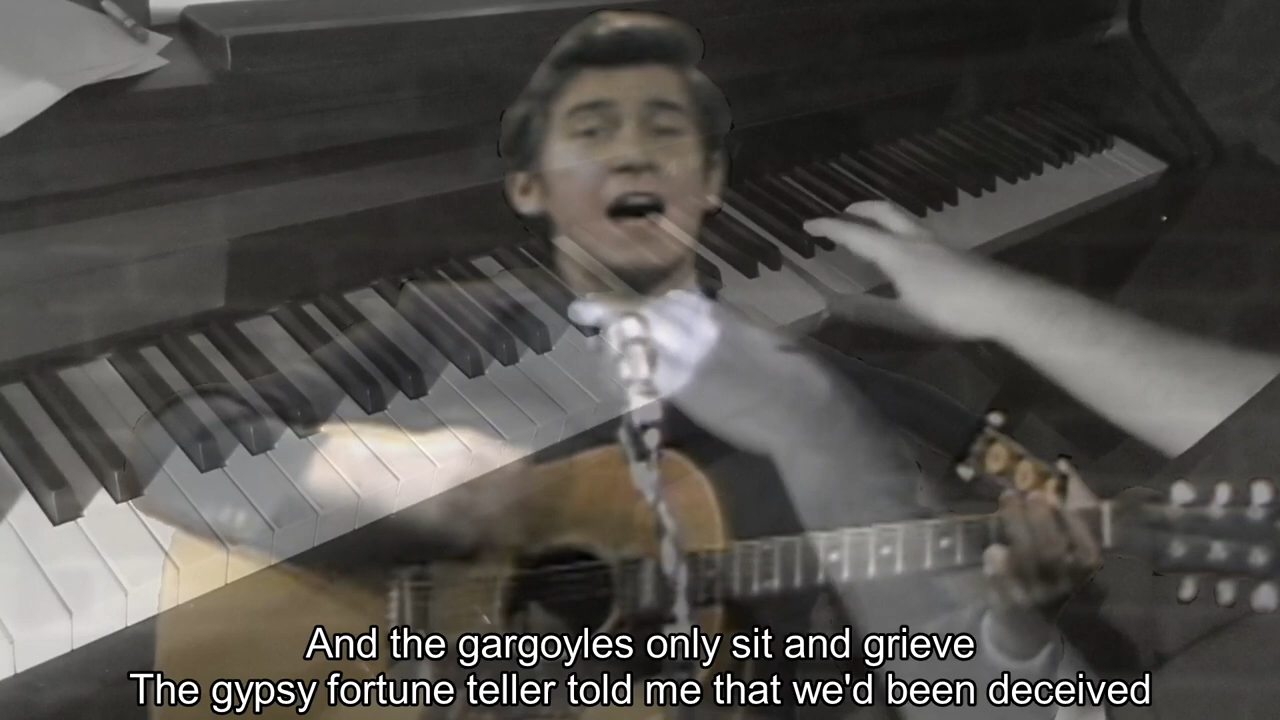 And the gargoyles only sit and grieve
The gypsy fortune teller told me that we'd been deceived